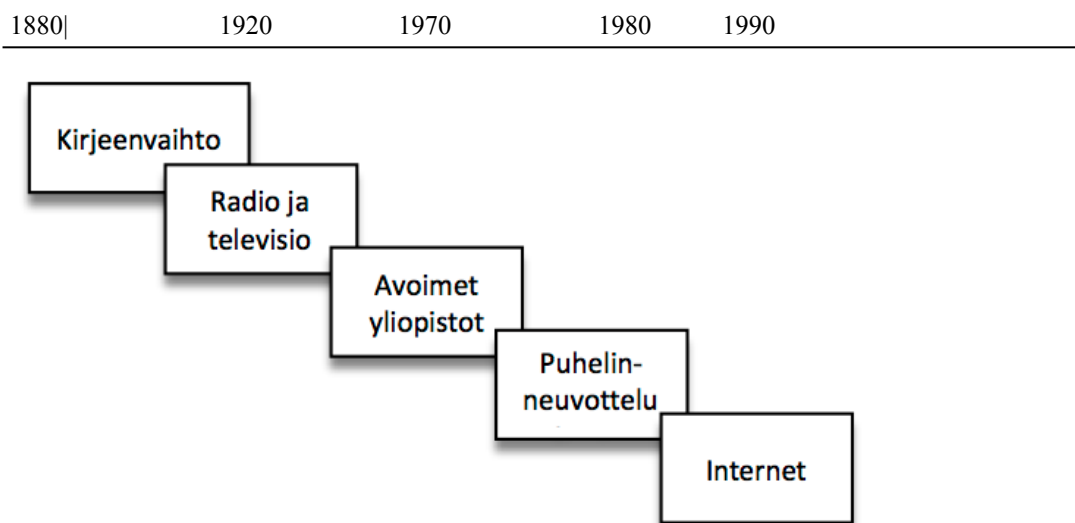 1880| 1920 1970 1980 1990
Kirjeenvaihto
Radio ja
televisio
Avoimet
yliopistot
Puhelin-
neuvottelu
Internet